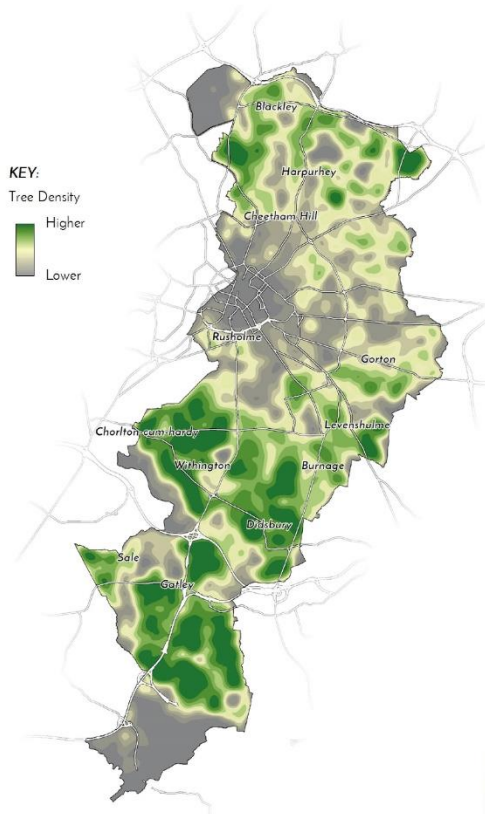 KEY:
Tree Density
Higher
Lower
Blackley
Harpurhey
Cheetham Hill
Rusholme
Gorton
Levenshulme
Chorlton-cum-hardy
Withington
Burnage
Didsbury
Sale
Gatley